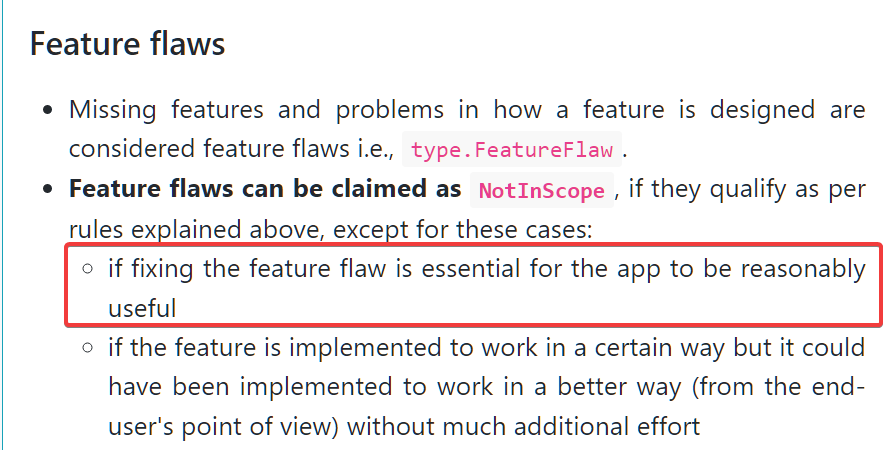 Feature flaws
• Missing features and problems in how a feature is designed are
considered feature flaws i.e., type.FeatureFlaw .
• Feature flaws can be claimed as NotInScope , if they qualify as per
rules explained above, except for these cases:
◦ if fixing the feature flaw is essential for the app to be reasonably
useful
◦ if the feature is implemented to work in a certain way but it could
have been implemented to work in a better way (from the end-
user's point of view) without much additional effort